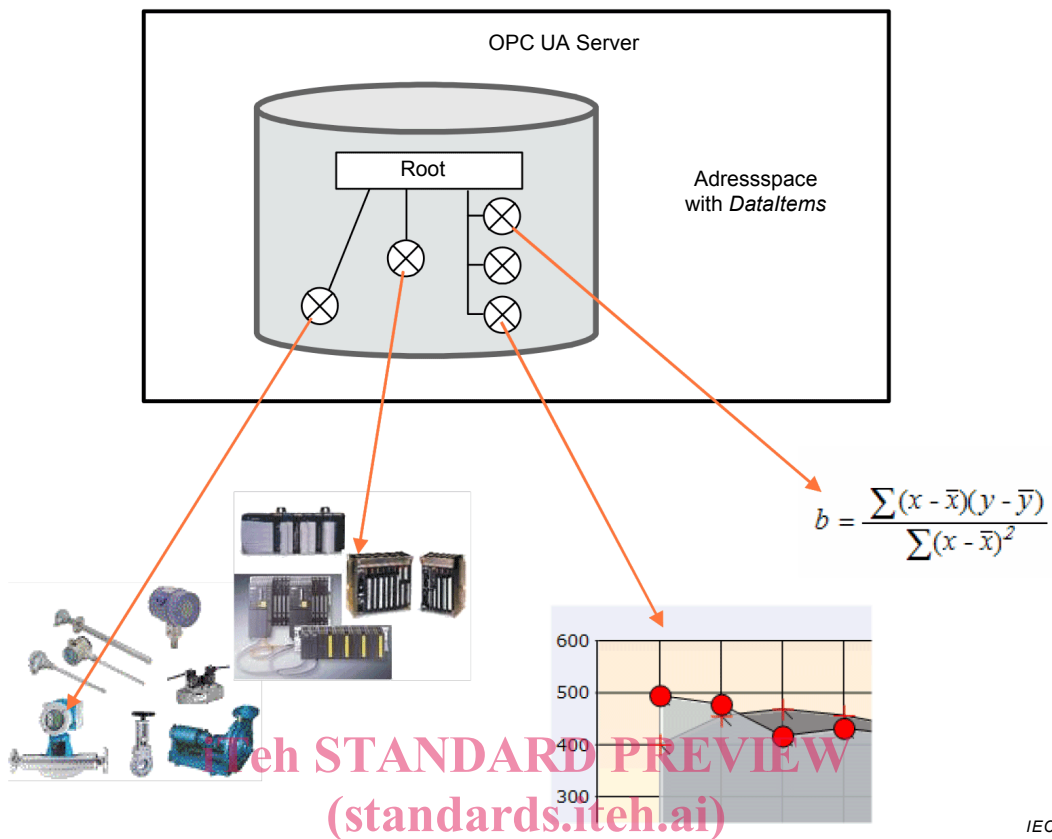 OPC UA Server
Root
Adressspace
with DataItems
b = ∑(x - x̅)(y - y̅) / ∑(x - x̅)²
600
500
400
300
iTeh STANDARD PREVIEW
(standards.iteh.ai)
IEC